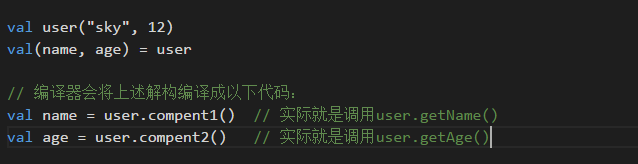 val user("sky", 12)
val(name, age) = user
// 编译器会将上述解构编译成以下代码：
val name = user.compent1()  // 实际就是调用user.getName()
val age = user.compent2()   // 实际就是调用user.getAge()